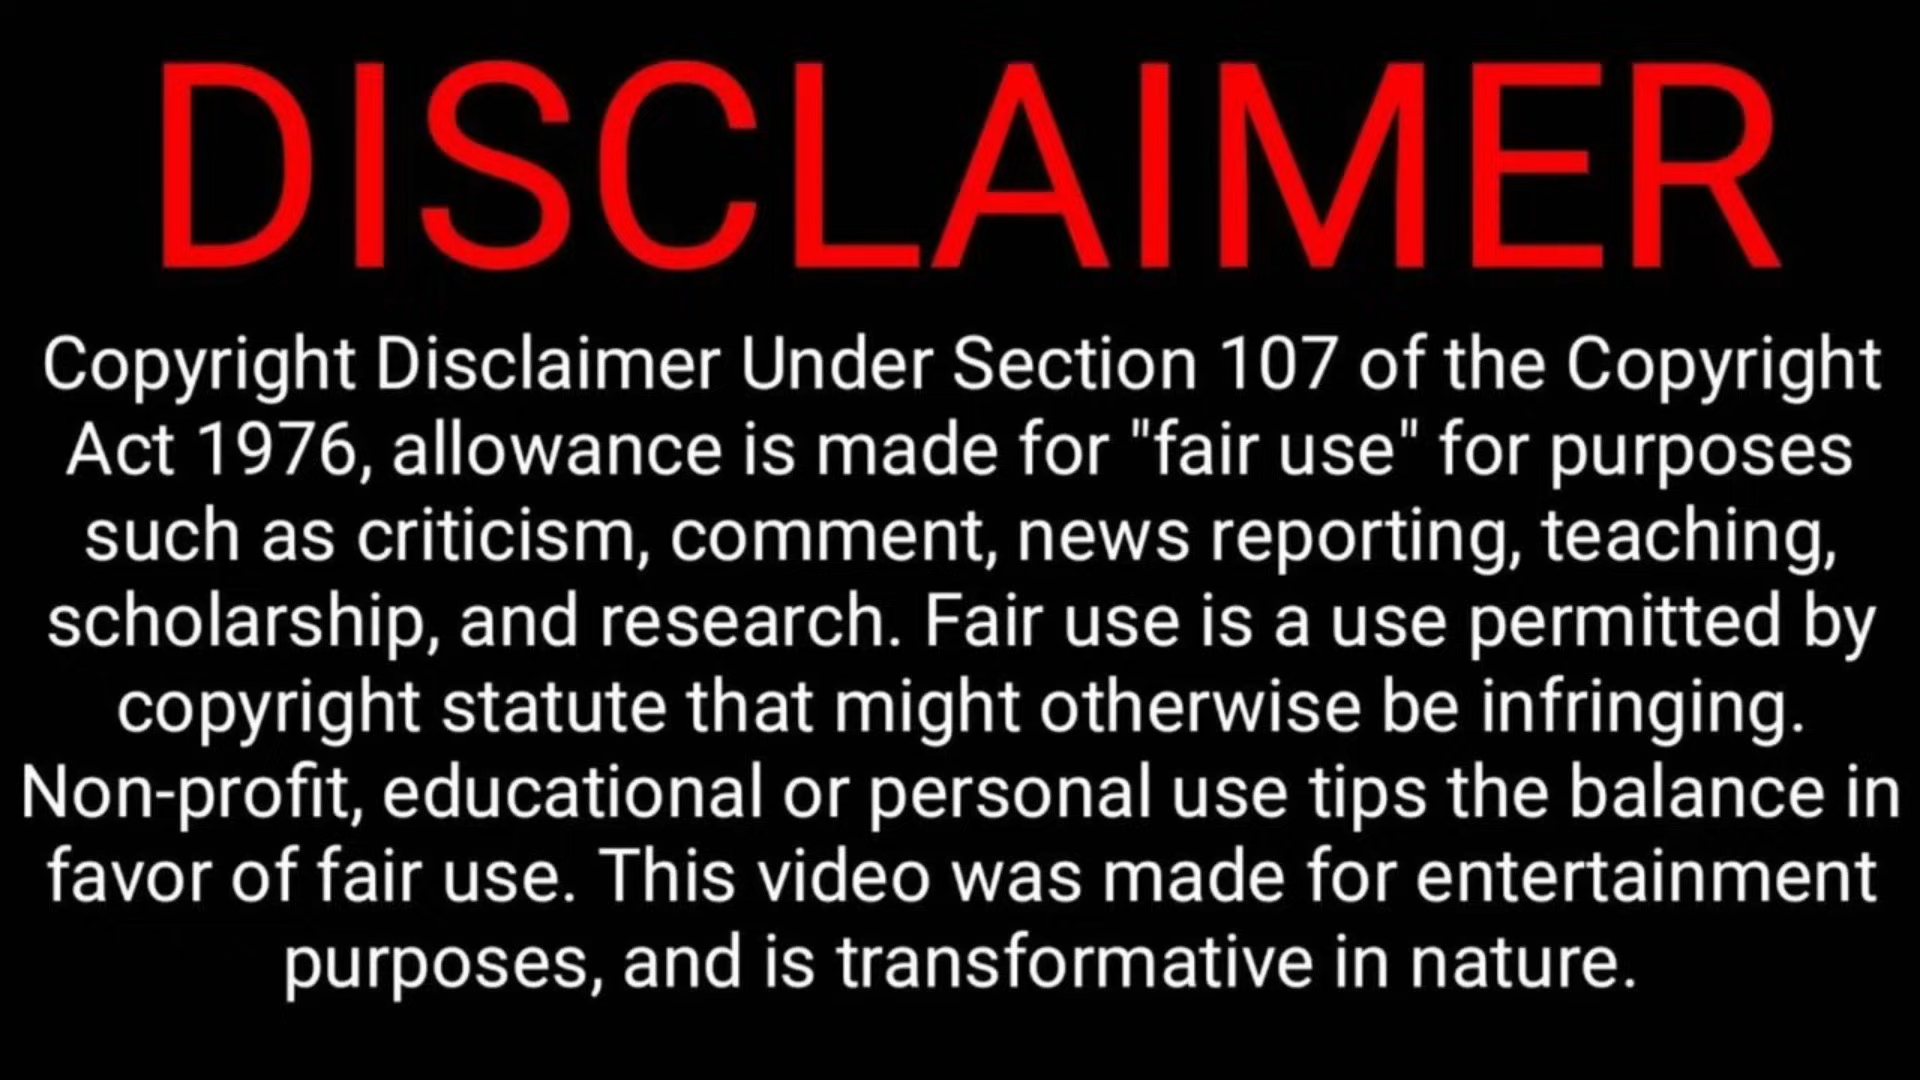 DISCLAIMER
Copyright Disclaimer Under Section 107 of the Copyright
Act 1976, allowance is made for "fair use" for purposes
such as criticism, comment, news reporting, teaching,
scholarship, and research. Fair use is a use permitted by
copyright statute that might otherwise be infringing.
Non-profit, educational or personal use tips the balance in
favor of fair use. This video was made for entertainment
purposes, and is transformative in nature.